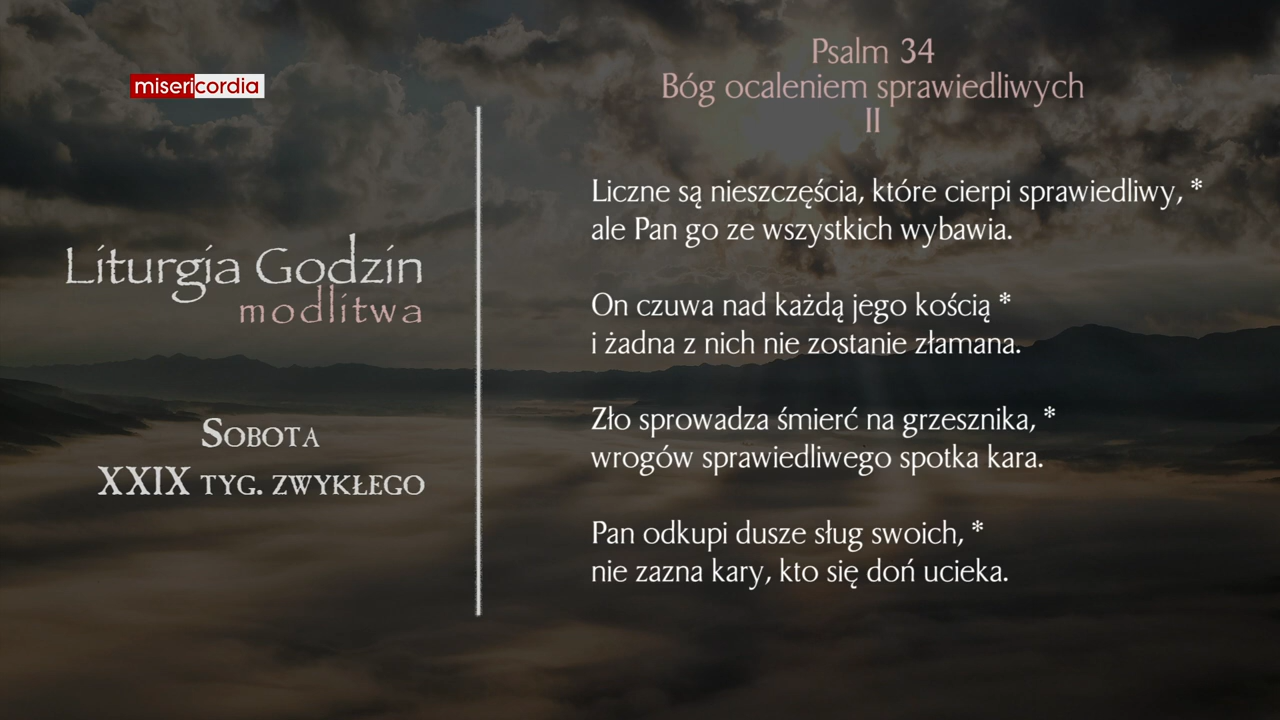 misericordia
Liturgia Godzin
modlitwa
Sobota
XXIX tyg. zwykłego
Psalm 34
Bóg ocaleniem sprawiedliwych
II
Liczne są nieszczęścia, które cierpi sprawiedliwy, *
ale Pan go ze wszystkich wybawia.
On czuwa nad każdą jego kością *
i żadna z nich nie zostanie złamana.
Zło sprowadza śmierć na grzesznika, *
wrogów sprawiedliwego spotka kara.
Pan odkupi dusze sług swoich, *
nie zazna kary, kto się doń ucieka.